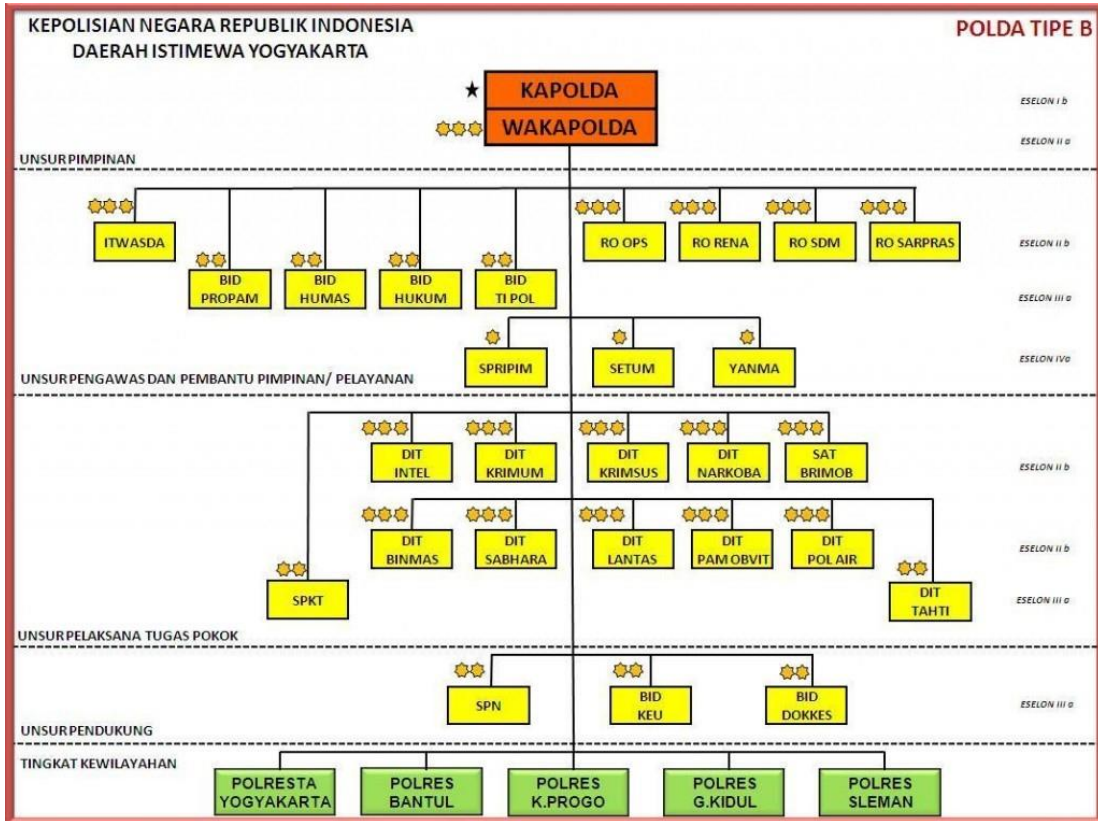 KEPOLISIAN NEGARA REPUBLIK INDONESIA
DAERAH ISTIMEWA YOGYAKARTA
POLDA TIPE B
KAPOLDA
ESELON I b
WAKAPOLDA
ESELON II a
UNSUR PIMPINAN
ITWASDA
RO OPS
RO RENA
RO SDM
RO SARPRAS
ESELON II b
BID
PROPAM
BID
HUMAS
BID
HUKUM
BID
TI POL
ESELON III a
SPRIPIM
SETUM
YANMA
ESELON IVa
UNSUR PENGAWAS DAN PEMBANTU PIMPINAN/ PELAYANAN
DIT
INTEL
DIT
KRIMUM
DIT
KRIMSUS
DIT
NARKOBA
SAT
BRIMOB
ESELON II b
DIT
BINMAS
DIT
SABHARA
DIT
LANTAS
DIT
PAM OBVIT
DIT
POL AIR
ESELON II b
SPKT
DIT
TAHTI
ESELON III a
UNSUR PELAKSANA TUGAS POKOK
SPN
BID
KEU
BID
DOKKES
ESELON III a
UNSUR PENDUKUNG
TINGKAT KEWILAYAHAN
POLRESTA
YOGYAKARTA
POLRES
BANTUL
POLRES
K.PROGO
POLRES
G.KIDUL
POLRES
SLEMAN